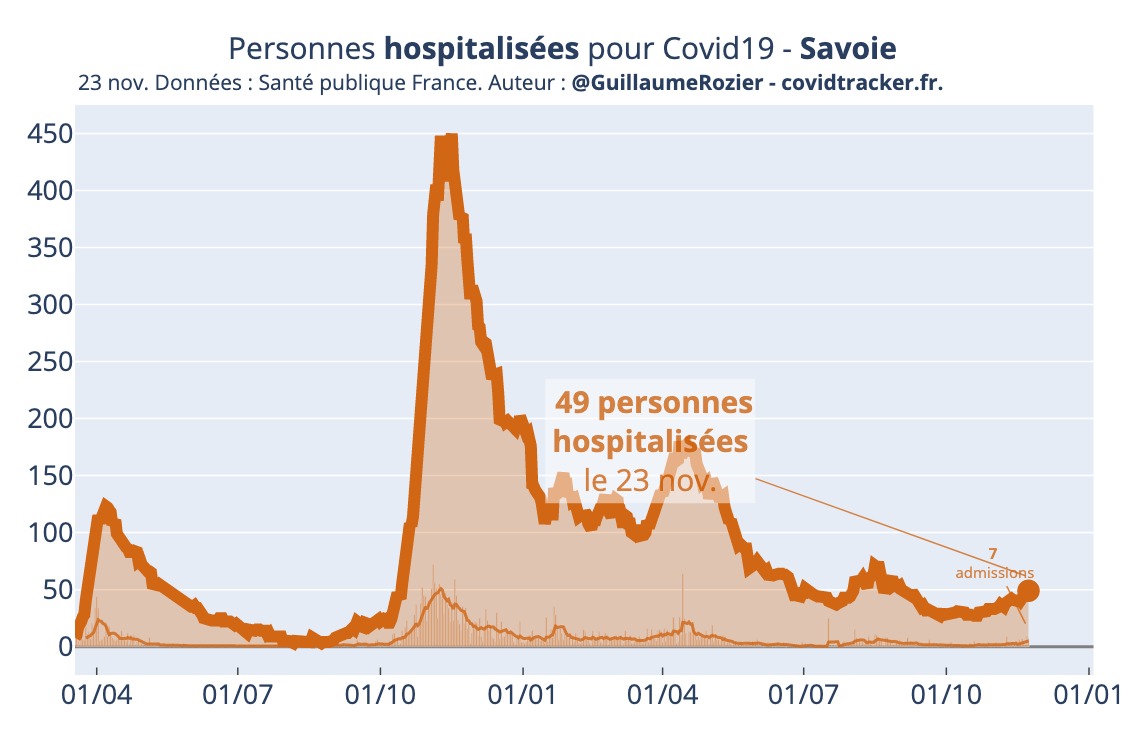 Personnes hospitalisées pour Covid19 - Savoie
23 nov. Données : Santé publique France. Auteur : @GuillaumeRozier - covidtracker.fr.
450
400
350
300
250
200
150
100
50
0
49 personnes
hospitalisées
le 23 nov.
7
admissions
01/04 01/07 01/10 01/01 01/04 01/07 01/10 01/01